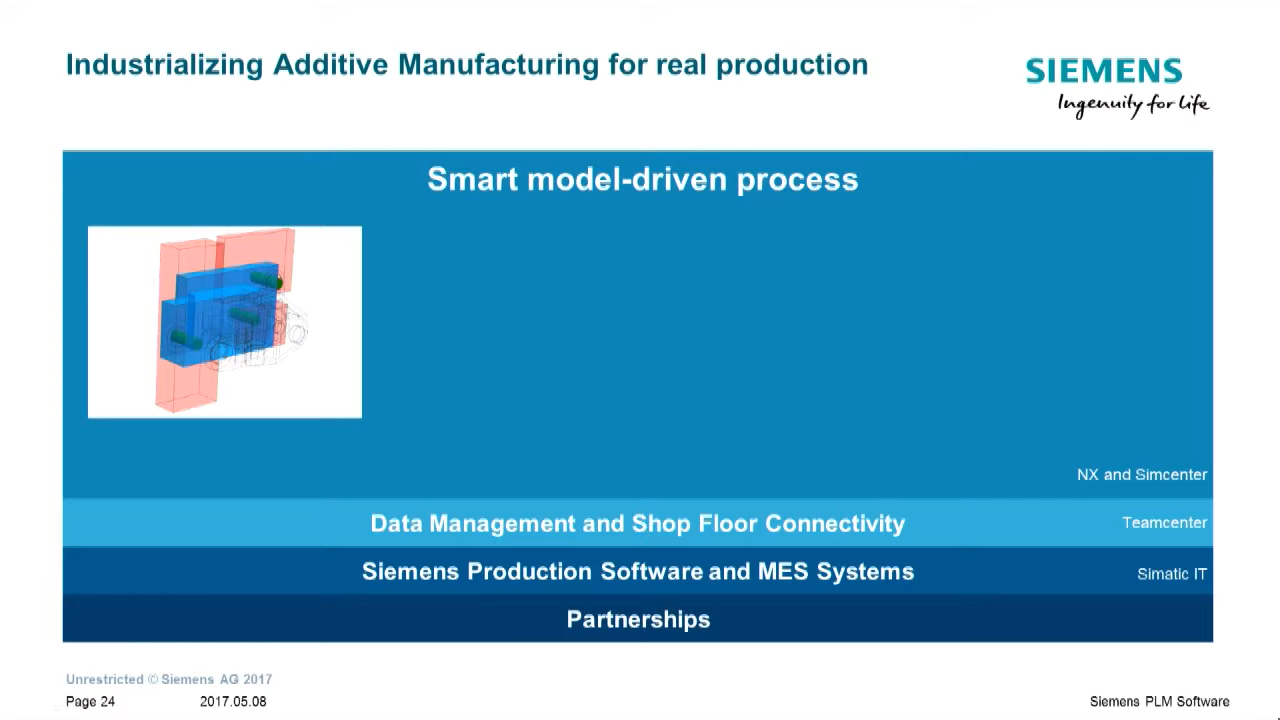 Industrializing Additive Manufacturing for real production
SIEMENS
Ingenuity for life
Smart model-driven process
NX and Simcenter
Data Management and Shop Floor Connectivity
Teamcenter
Siemens Production Software and MES Systems
Simatic IT
Partnerships
Unrestricted © Siemens AG 2017
Page 24
2017.05.08
Siemens PLM Software